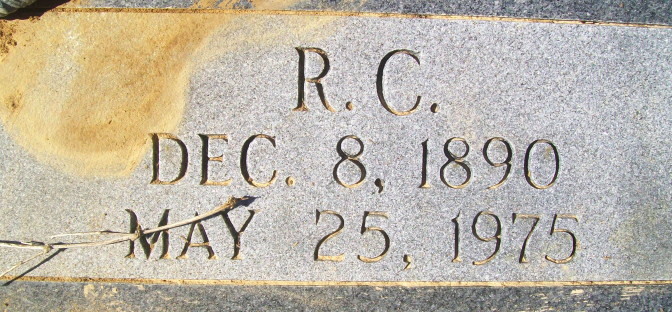 R. C.
DEC. 8, 1890
MAY 25, 1975